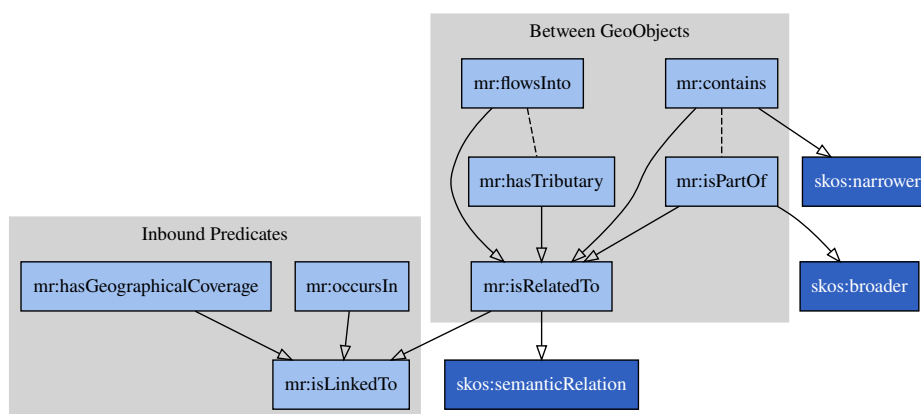 Between GeoObjects
mr:flowsInto
mr:contains
mr:hasTributary
mr:isPartOf
skos:narrower
Inbound Predicates
mr:hasGeographicalCoverage
mr:occursIn
mr:isRelatedTo
skos:broader
mr:isLinkedTo
skos:semanticRelation